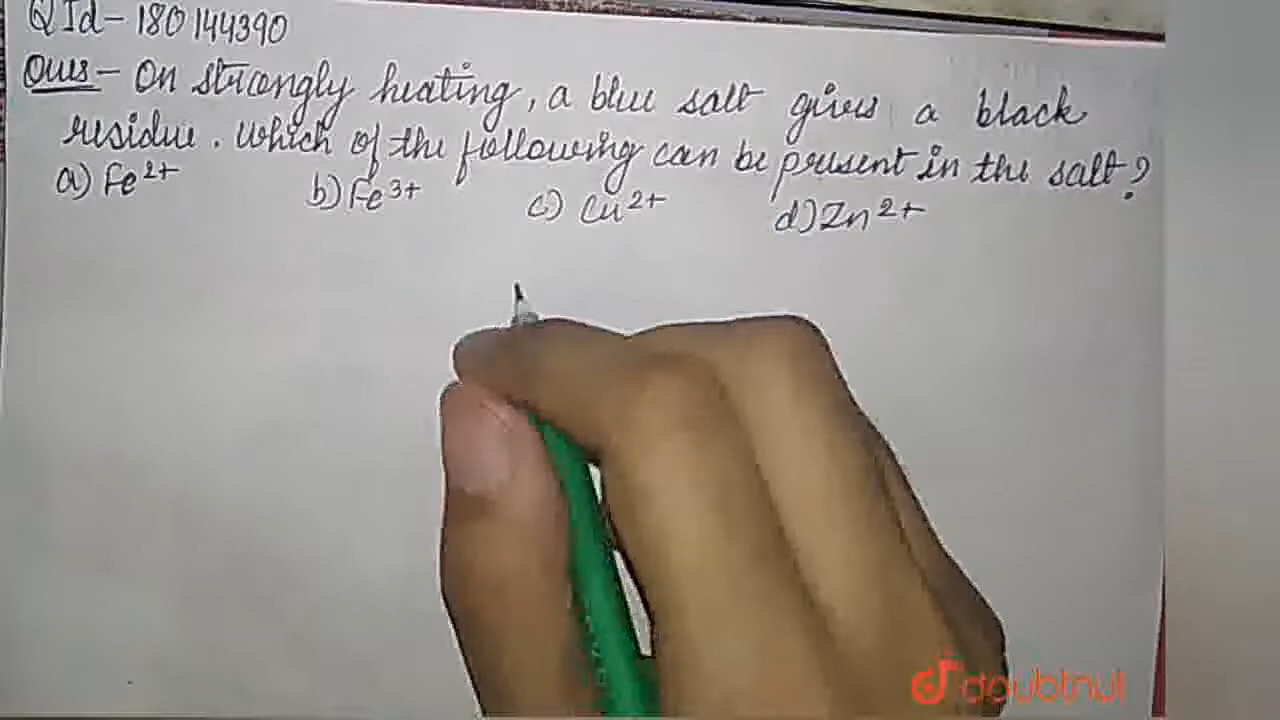 Q Id - 180144390
Ques - On strongly heating, a blue salt gives a black
residue. Which of the following can be present in the salt?
a) Fe²⁺ b) Fe³⁺ c) Cu²⁺ d) Zn²⁺
doubtnut